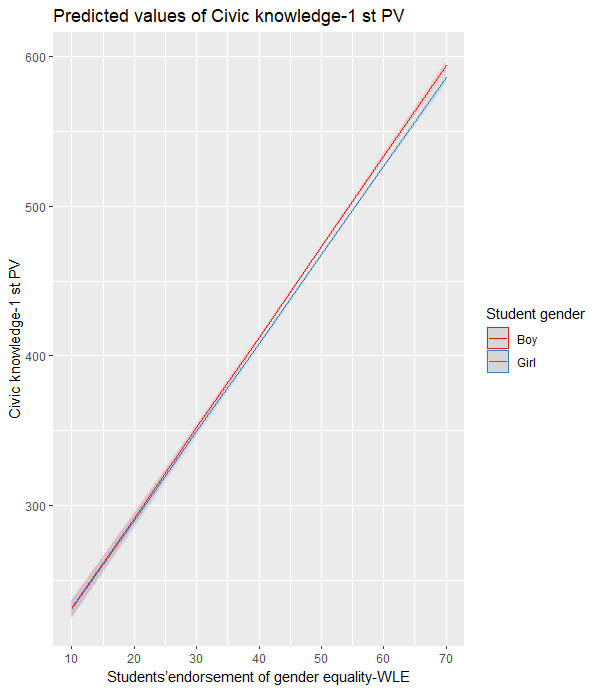 Predicted values of Civic knowledge-1 st PV
600
500
400
300
Civic knowledge-1 st PV
10 20 30 40 50 60 70
Students'endorsement of gender equality-WLE
Student gender
Boy
Girl